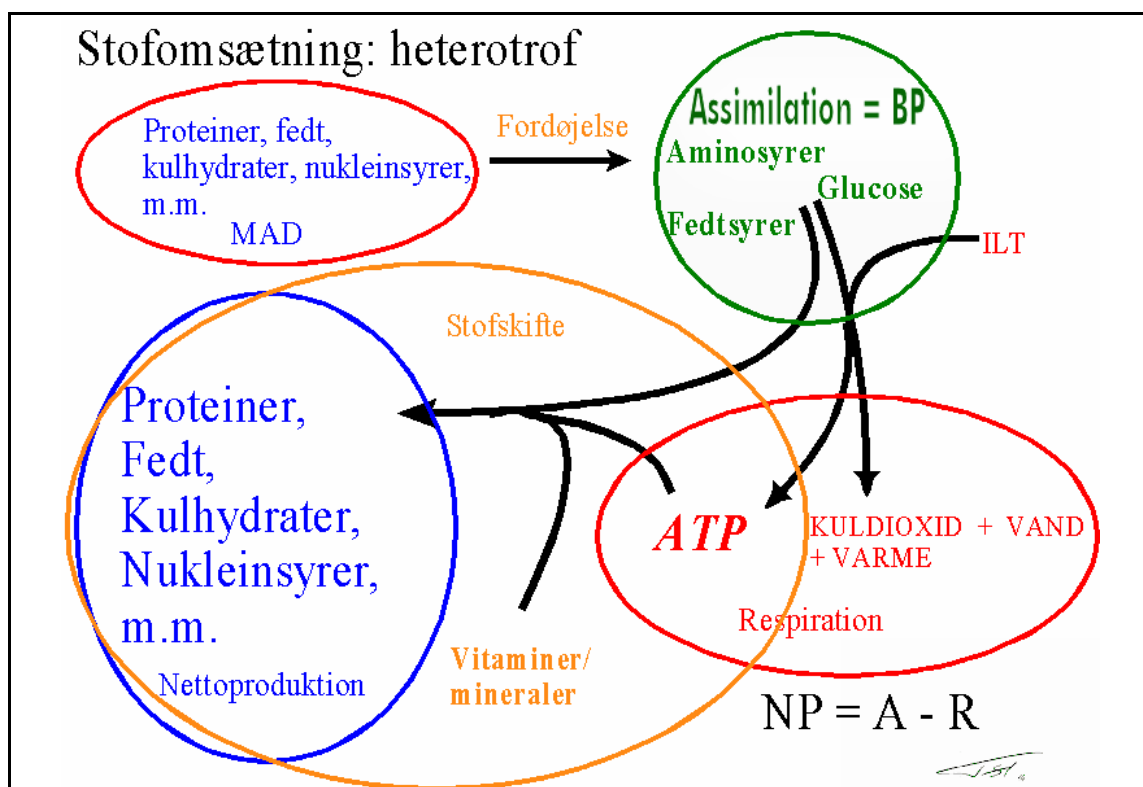 Stofomsætning: heterotrof
Proteiner, fedt,
kulhydrater, nukleinsyrer,
m.m.
MAD
Fordøjelse
Assimilation = BP
Aminosyrer
Glucose
Fedtsyrer
ILT
Stofskifte
Proteiner,
Fedt,
Kulhydrater,
Nukleinsyrer,
m.m.
Nettoproduktion
Vitaminer/
mineraler
ATP
KULDIOXID + VAND
+ VARME
Respiration
NP = A - R